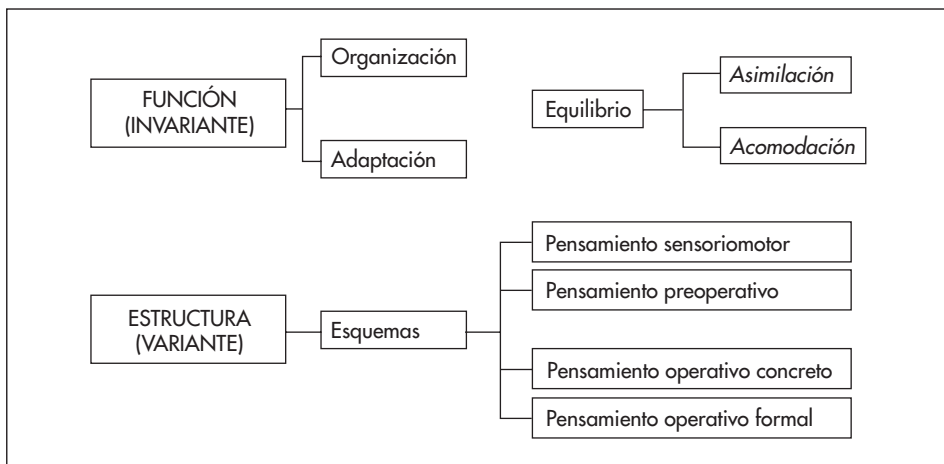 FUNCIÓN
(INVARIANTE)
Organización
Adaptación
Equilibrio
Asimilación
Acomodación
ESTRUCTURA
(VARIANTE)
Esquemas
Pensamiento sensoriomotor
Pensamiento preoperativo
Pensamiento operativo concreto
Pensamiento operativo formal